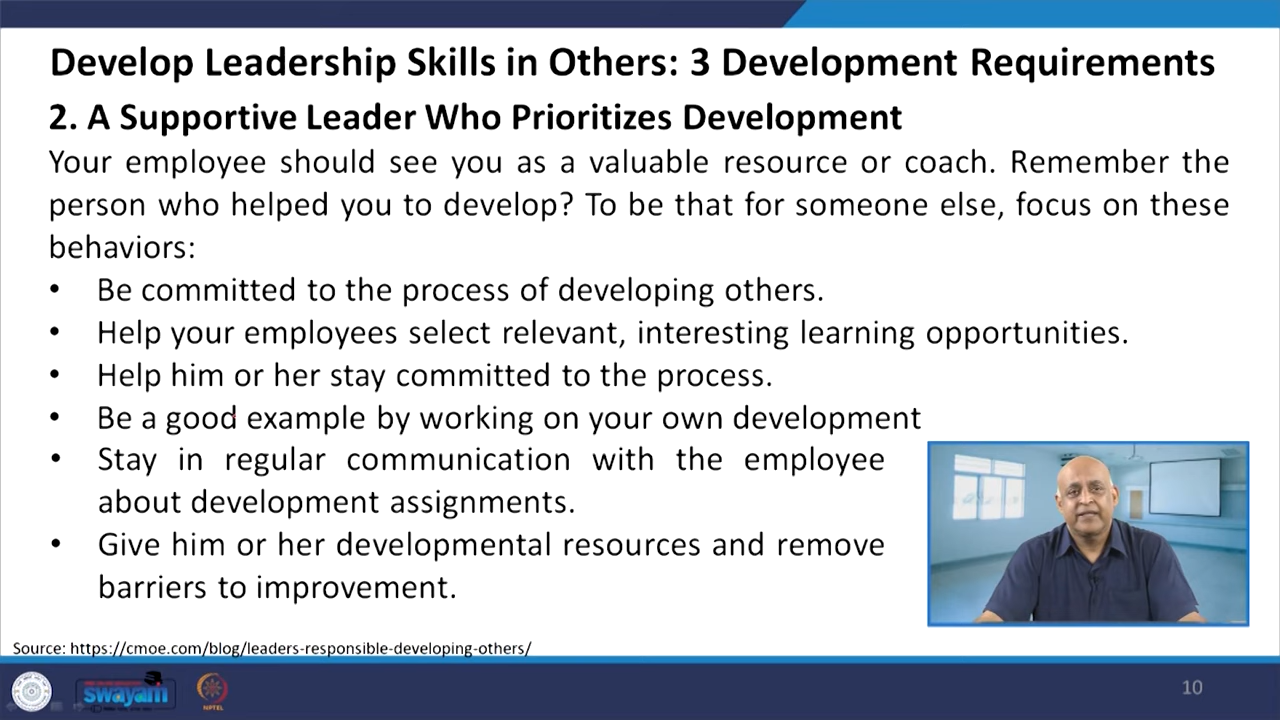 Develop Leadership Skills in Others: 3 Development Requirements
2. A Supportive Leader Who Prioritizes Development
Your employee should see you as a valuable resource or coach. Remember the
person who helped you to develop? To be that for someone else, focus on these
behaviors:
• Be committed to the process of developing others.
• Help your employees select relevant, interesting learning opportunities.
• Help him or her stay committed to the process.
• Be a good example by working on your own development
• Stay in regular communication with the employee
about development assignments.
• Give him or her developmental resources and remove
barriers to improvement.
Source: https://cmoe.com/blog/leaders-responsible-developing-others/
swayam
NPTEL
10